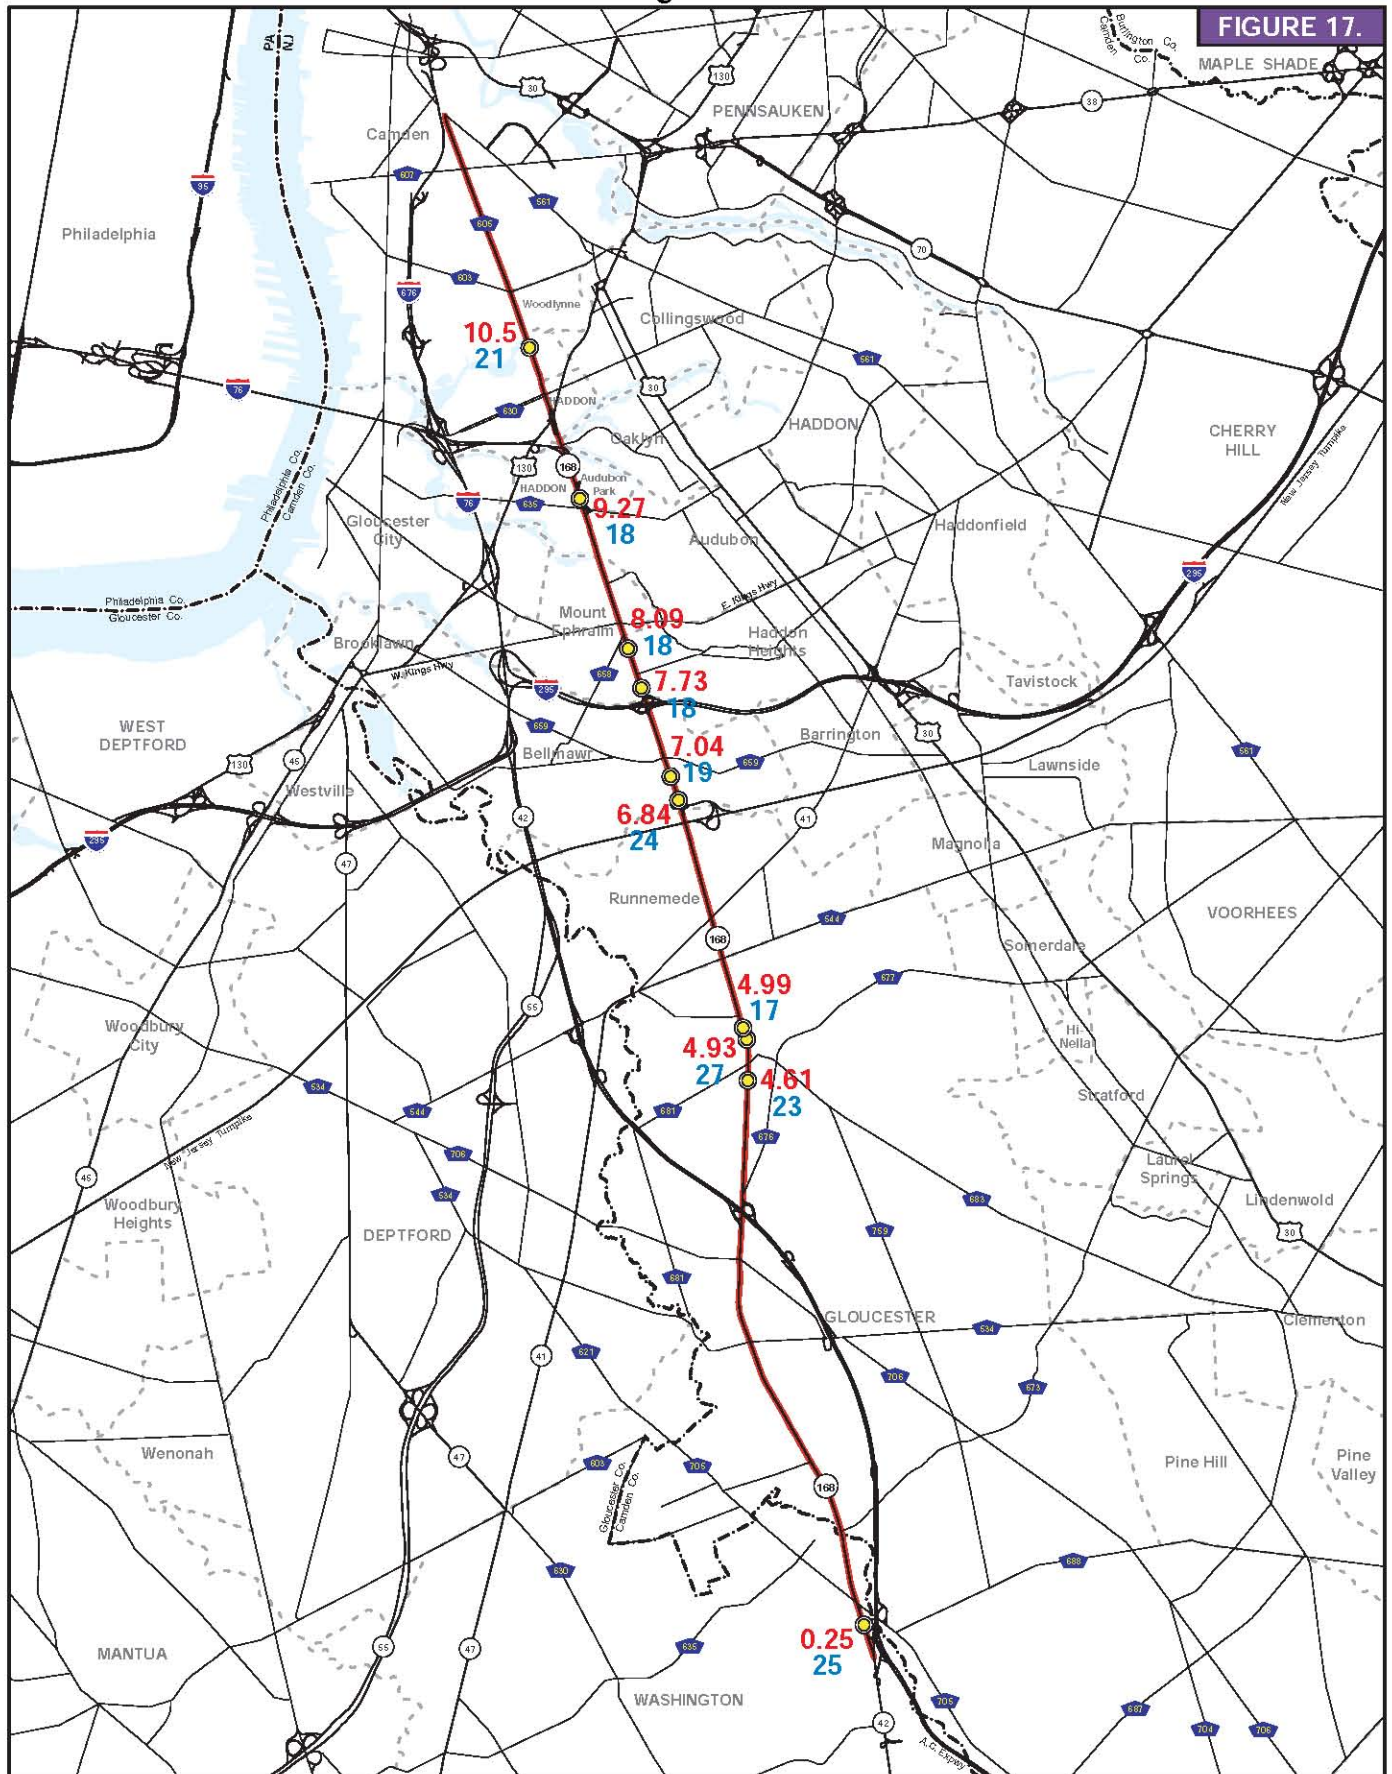 FIGURE 17.
PA
NJ
Burlington Co.
Camden Co.
MAPLE SHADE
30
130
38
PENNSAUKEN
Camden
607
95
561
605
Philadelphia
70
603
676
Woodlynne
Collingswood
10.5
21
561
76
30
630
HADDON
HADDON
Oaklyn
CHERRY
HILL
New Jersey Turnpike
Philadelphia Co.
Camden Co.
130
168
Audubon
Park
HADDON
76
635
9.27
18
Gloucester
City
Audubon
Haddonfield
295
Philadelphia Co.
Gloucester Co.
E. Kings Hwy
Mount
Ephraim
8.09
18
Haddon
Heights
Brooklawn
W. Kings Hwy
658
295
7.73
18
Tavistock
WEST
DEPTFORD
659
30
Barrington
7.04
19
659
561
Bellmawr
130
45
Lawnside
Westville
6.84
24
42
41
295
47
Magnolia
Runnemede
544
VOORHEES
168
Somerdale
677
4.99
17
55
Woodbury
City
Hi-
Nella
4.93
27
4.61
23
534
544
681
Stratford
New Jersey Turnpike
676
706
Laurel
Springs
45
534
683
Lindenwold
Woodbury
Heights
759
30
DEPTFORD
681
GLOUCESTER
534
Clementon
41
621
706
673
Wenonah
47
603
705
Pine Hill
Pine
Valley
168
Gloucester Co.
Camden Co.
630
688
0.25
25
MANTUA
55
47
635
WASHINGTON
705
687
42
704
706
A.C. Expwy